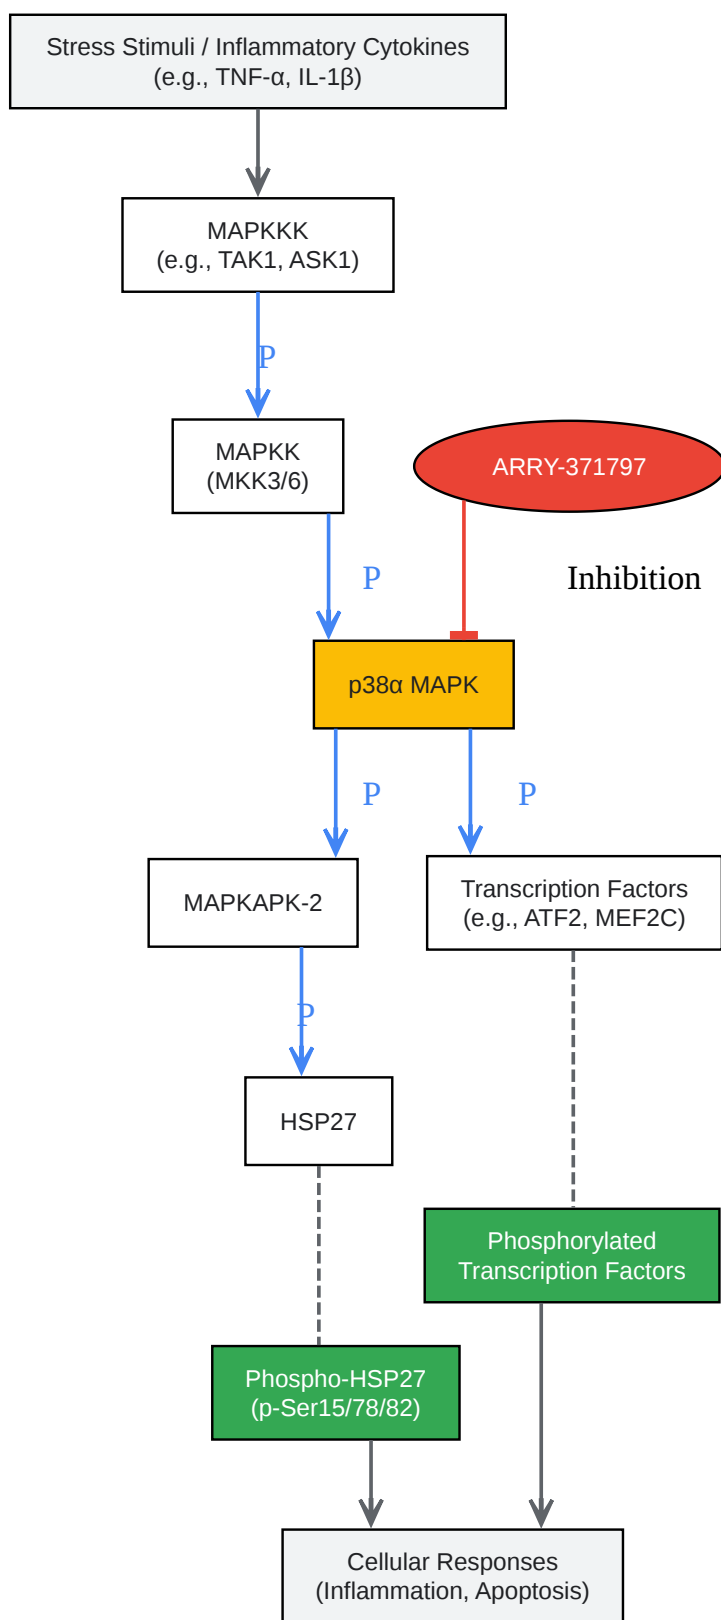 Stress Stimuli / Inflammatory Cytokines
(e.g., TNF-α, IL-1β)
MAPKKK
(e.g., TAK1, ASK1)
P
MAPKK
(MKK3/6)
ARRY-371797
P
Inhibition
p38α MAPK
P
P
MAPKAPK-2
Transcription Factors
(e.g., ATF2, MEF2C)
P
HSP27
Phosphorylated
Transcription Factors
Phospho-HSP27
(p-Ser15/78/82)
Cellular Responses
(Inflammation, Apoptosis)